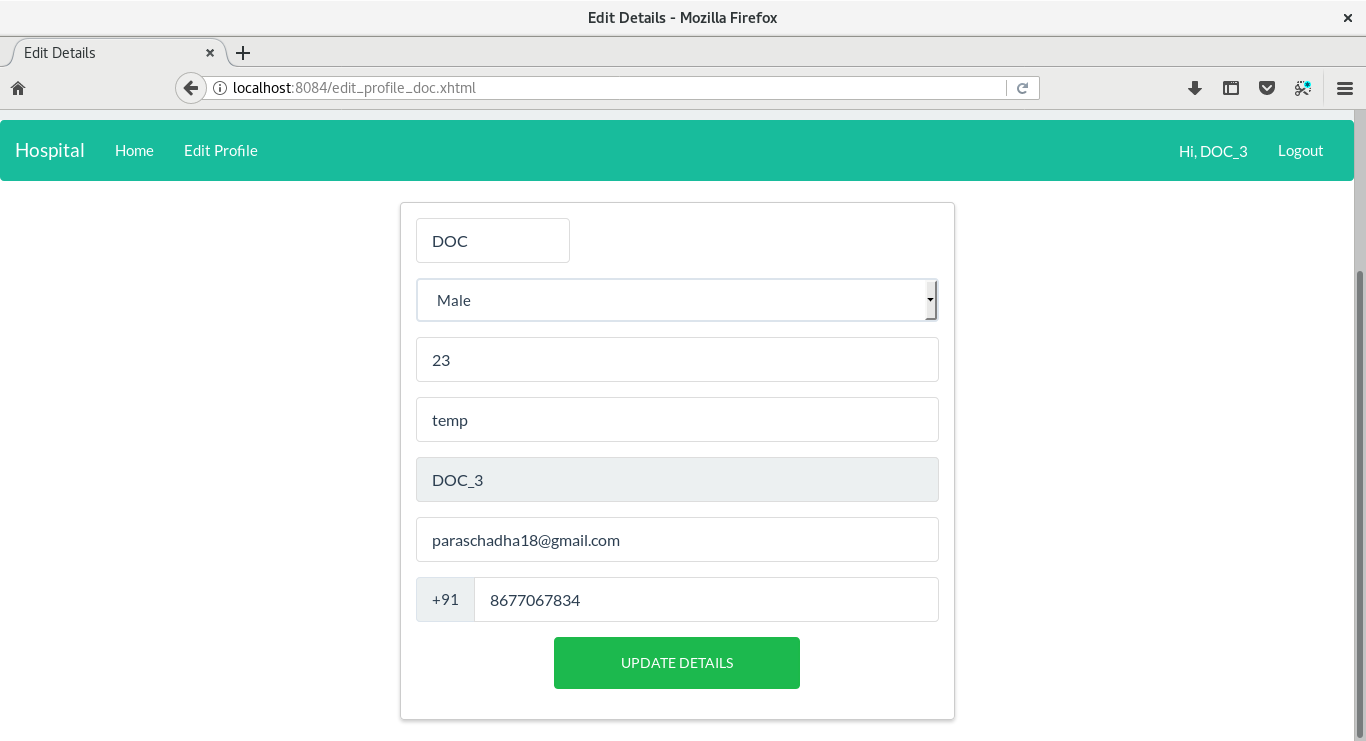 Edit Details - Mozilla Firefox
Edit Details
localhost:8084/edit_profile_doc.xhtml
Hospital Home Edit Profile Hi, DOC_3 Logout
DOC
Male
23
temp
DOC_3
paraschadha18@gmail.com
+91 8677067834
UPDATE DETAILS